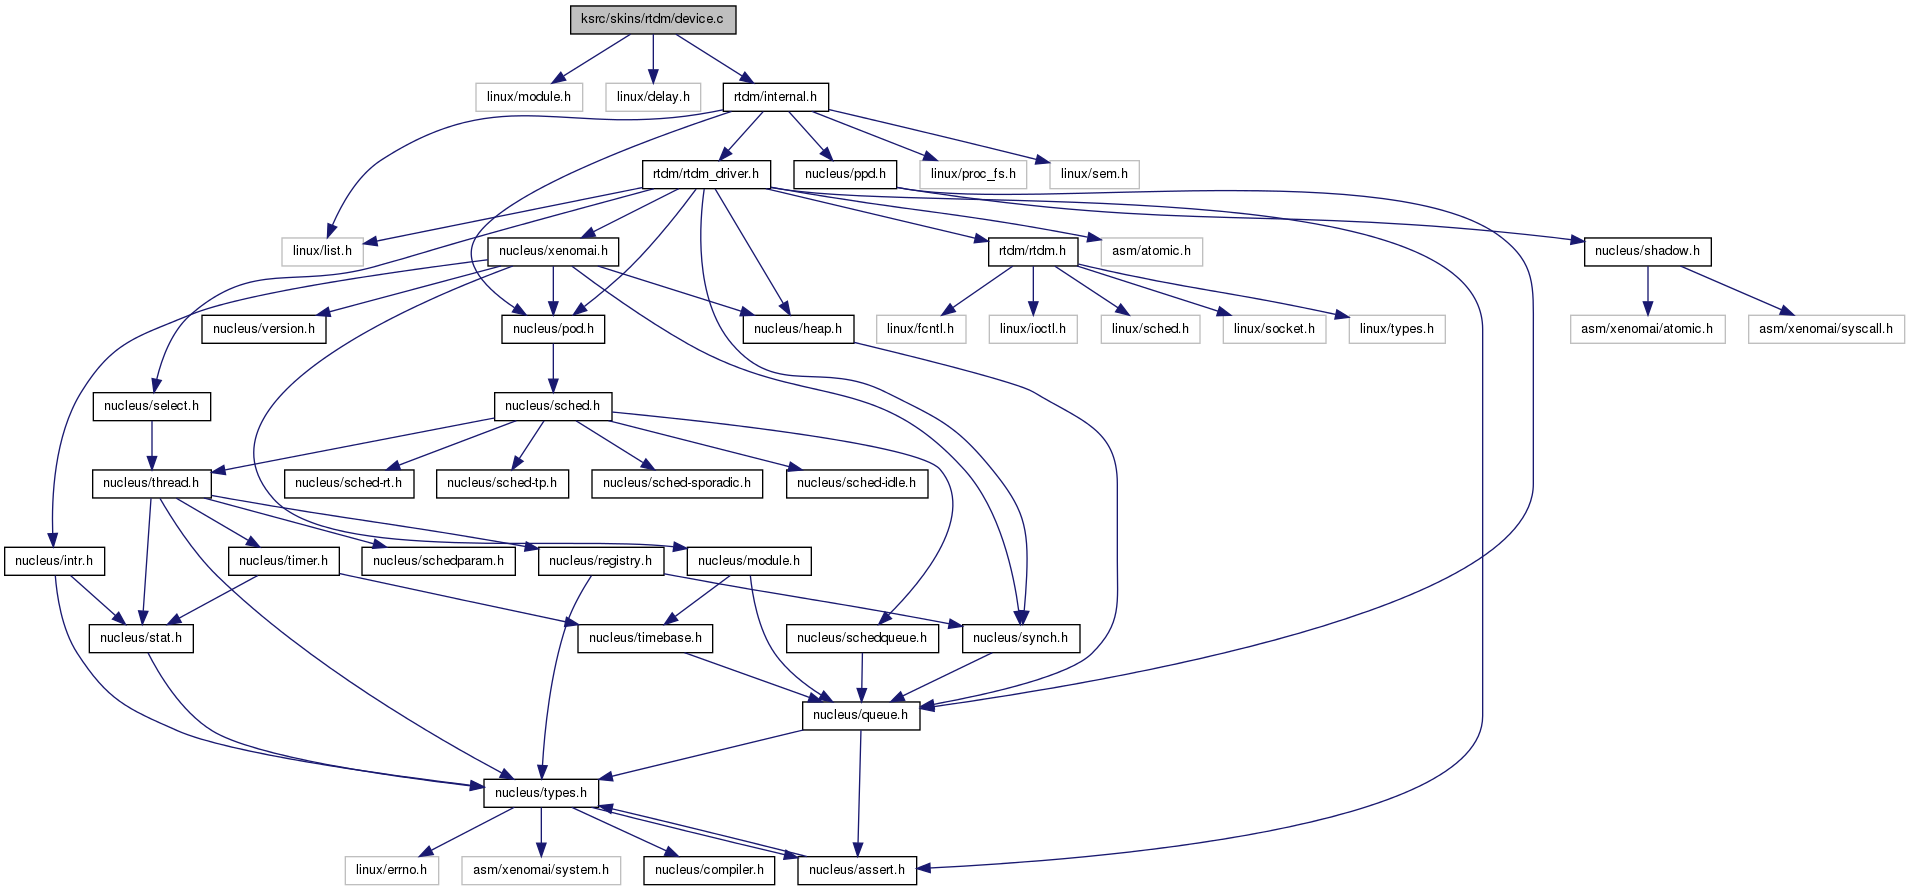 ksrc/skins/rtdm/device.c
linux/module.h
linux/delay.h
rtdm/internal.h
rtdm/rtdm_driver.h
nucleus/ppd.h
linux/proc_fs.h
linux/sem.h
linux/list.h
nucleus/xenomai.h
rtdm/rtdm.h
asm/atomic.h
nucleus/shadow.h
nucleus/version.h
nucleus/pod.h
nucleus/heap.h
linux/fcntl.h
linux/ioctl.h
linux/sched.h
linux/socket.h
linux/types.h
asm/xenomai/atomic.h
asm/xenomai/syscall.h
nucleus/select.h
nucleus/sched.h
nucleus/thread.h
nucleus/sched-rt.h
nucleus/sched-tp.h
nucleus/sched-sporadic.h
nucleus/sched-idle.h
nucleus/intr.h
nucleus/timer.h
nucleus/schedparam.h
nucleus/registry.h
nucleus/module.h
nucleus/stat.h
nucleus/timebase.h
nucleus/schedqueue.h
nucleus/synch.h
nucleus/queue.h
nucleus/types.h
linux/errno.h
asm/xenomai/system.h
nucleus/compiler.h
nucleus/assert.h